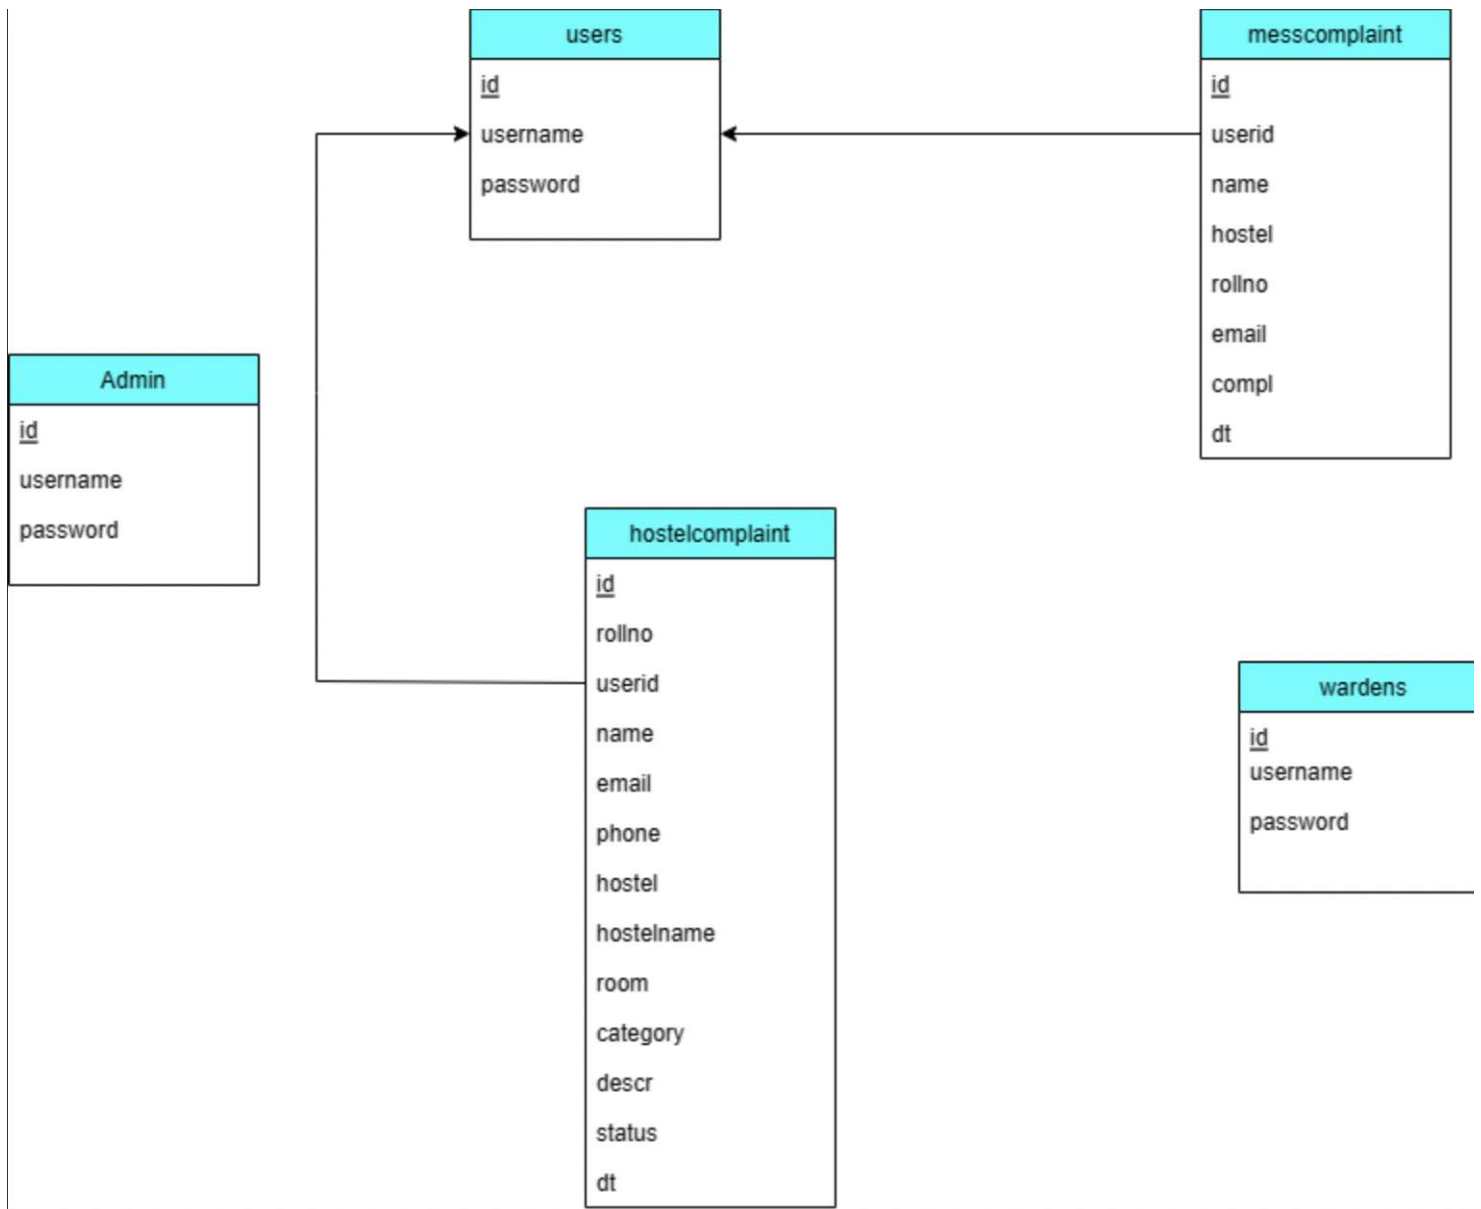 users
id
username
password
messcomplaint
id
userid
name
hostel
rollno
email
compl
dt
Admin
id
username
password
hostelcomplaint
id
rollno
userid
name
email
phone
hostel
hostelname
room
category
descr
status
dt
wardens
id
username
password